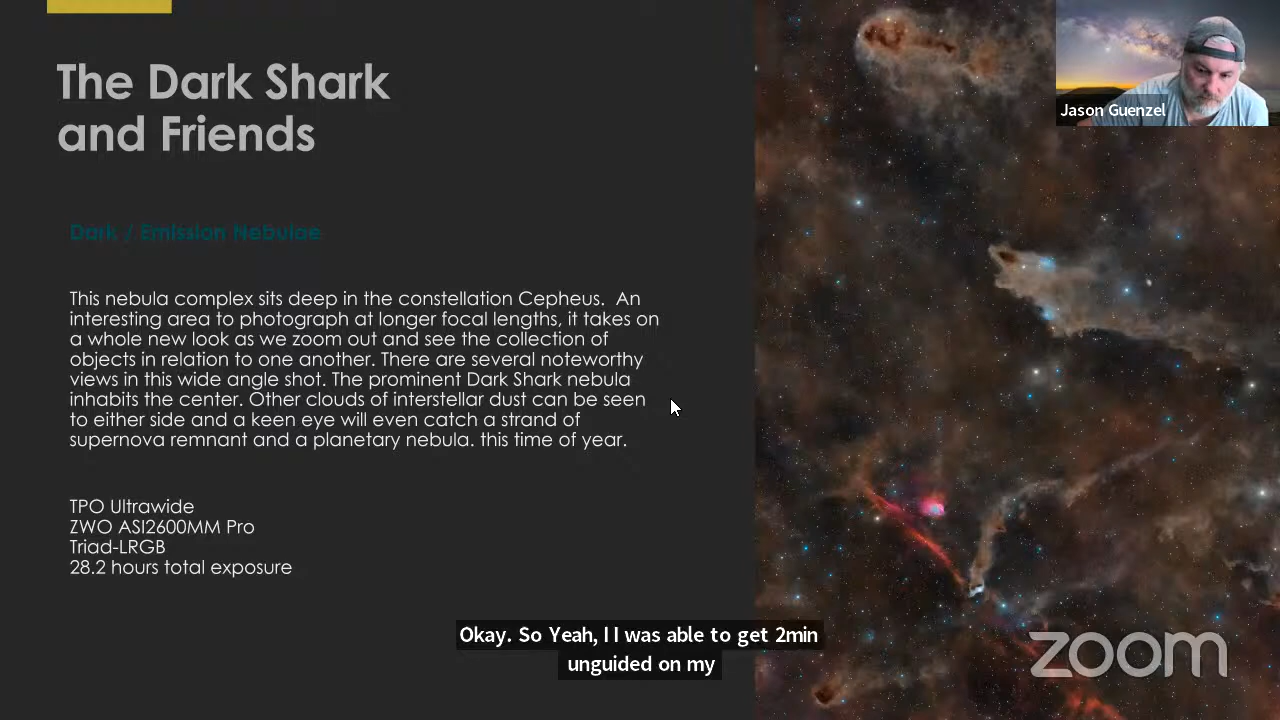 The Dark Shark
and Friends
Jason Guenzel
Dark / Emission Nebulae
This nebula complex sits deep in the constellation Cepheus.  An
interesting area to photograph at longer focal lengths, it takes on
a whole new look as we zoom out and see the collection of
objects in relation to one another. There are several noteworthy
views in this wide angle shot. The prominent Dark Shark nebula
inhabits the center. Other clouds of interstellar dust can be seen
to either side and a keen eye will even catch a strand of
supernova remnant and a planetary nebula. this time of year.
TPO Ultrawide
ZWO ASI2600MM Pro
Triad-LRGB
28.2 hours total exposure
Okay. So Yeah, I I was able to get 2min
unguided on my
zoom